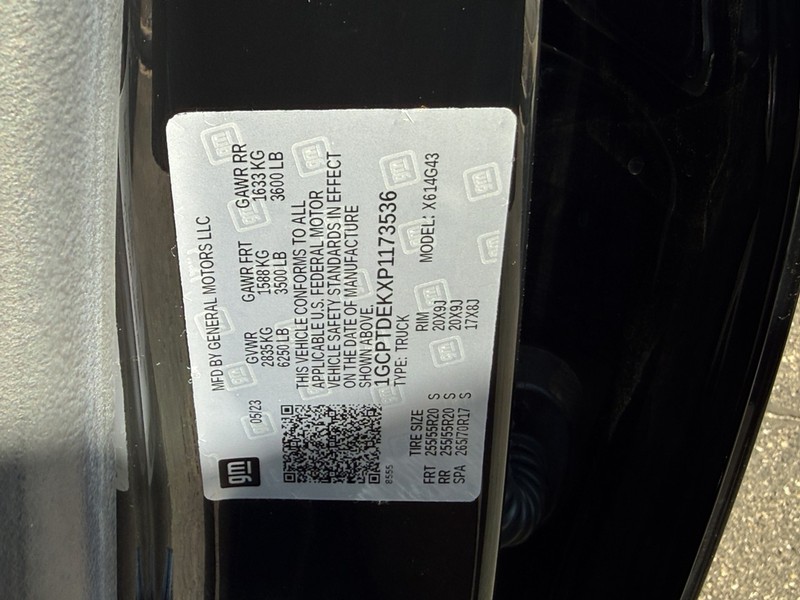 gm
MFD BY GENERAL MOTORS LLC
05/23
GVWR GAWR FRT GAWR RR
2835 KG 1588 KG 1633 KG
6250 LB 3500 LB 3600 LB
THIS VEHICLE CONFORMS TO ALL
APPLICABLE U.S. FEDERAL MOTOR
VEHICLE SAFETY STANDARDS IN EFFECT
ON THE DATE OF MANUFACTURE
SHOWN ABOVE.
1GCPTDEKXP1173536
8555
TYPE: TRUCK MODEL: X614G43
TIRE SIZE RIM
FRT 255/55R20 S 20X9J
RR 255/55R20 S 20X9J
SPA 265/70R17 S 17X8J